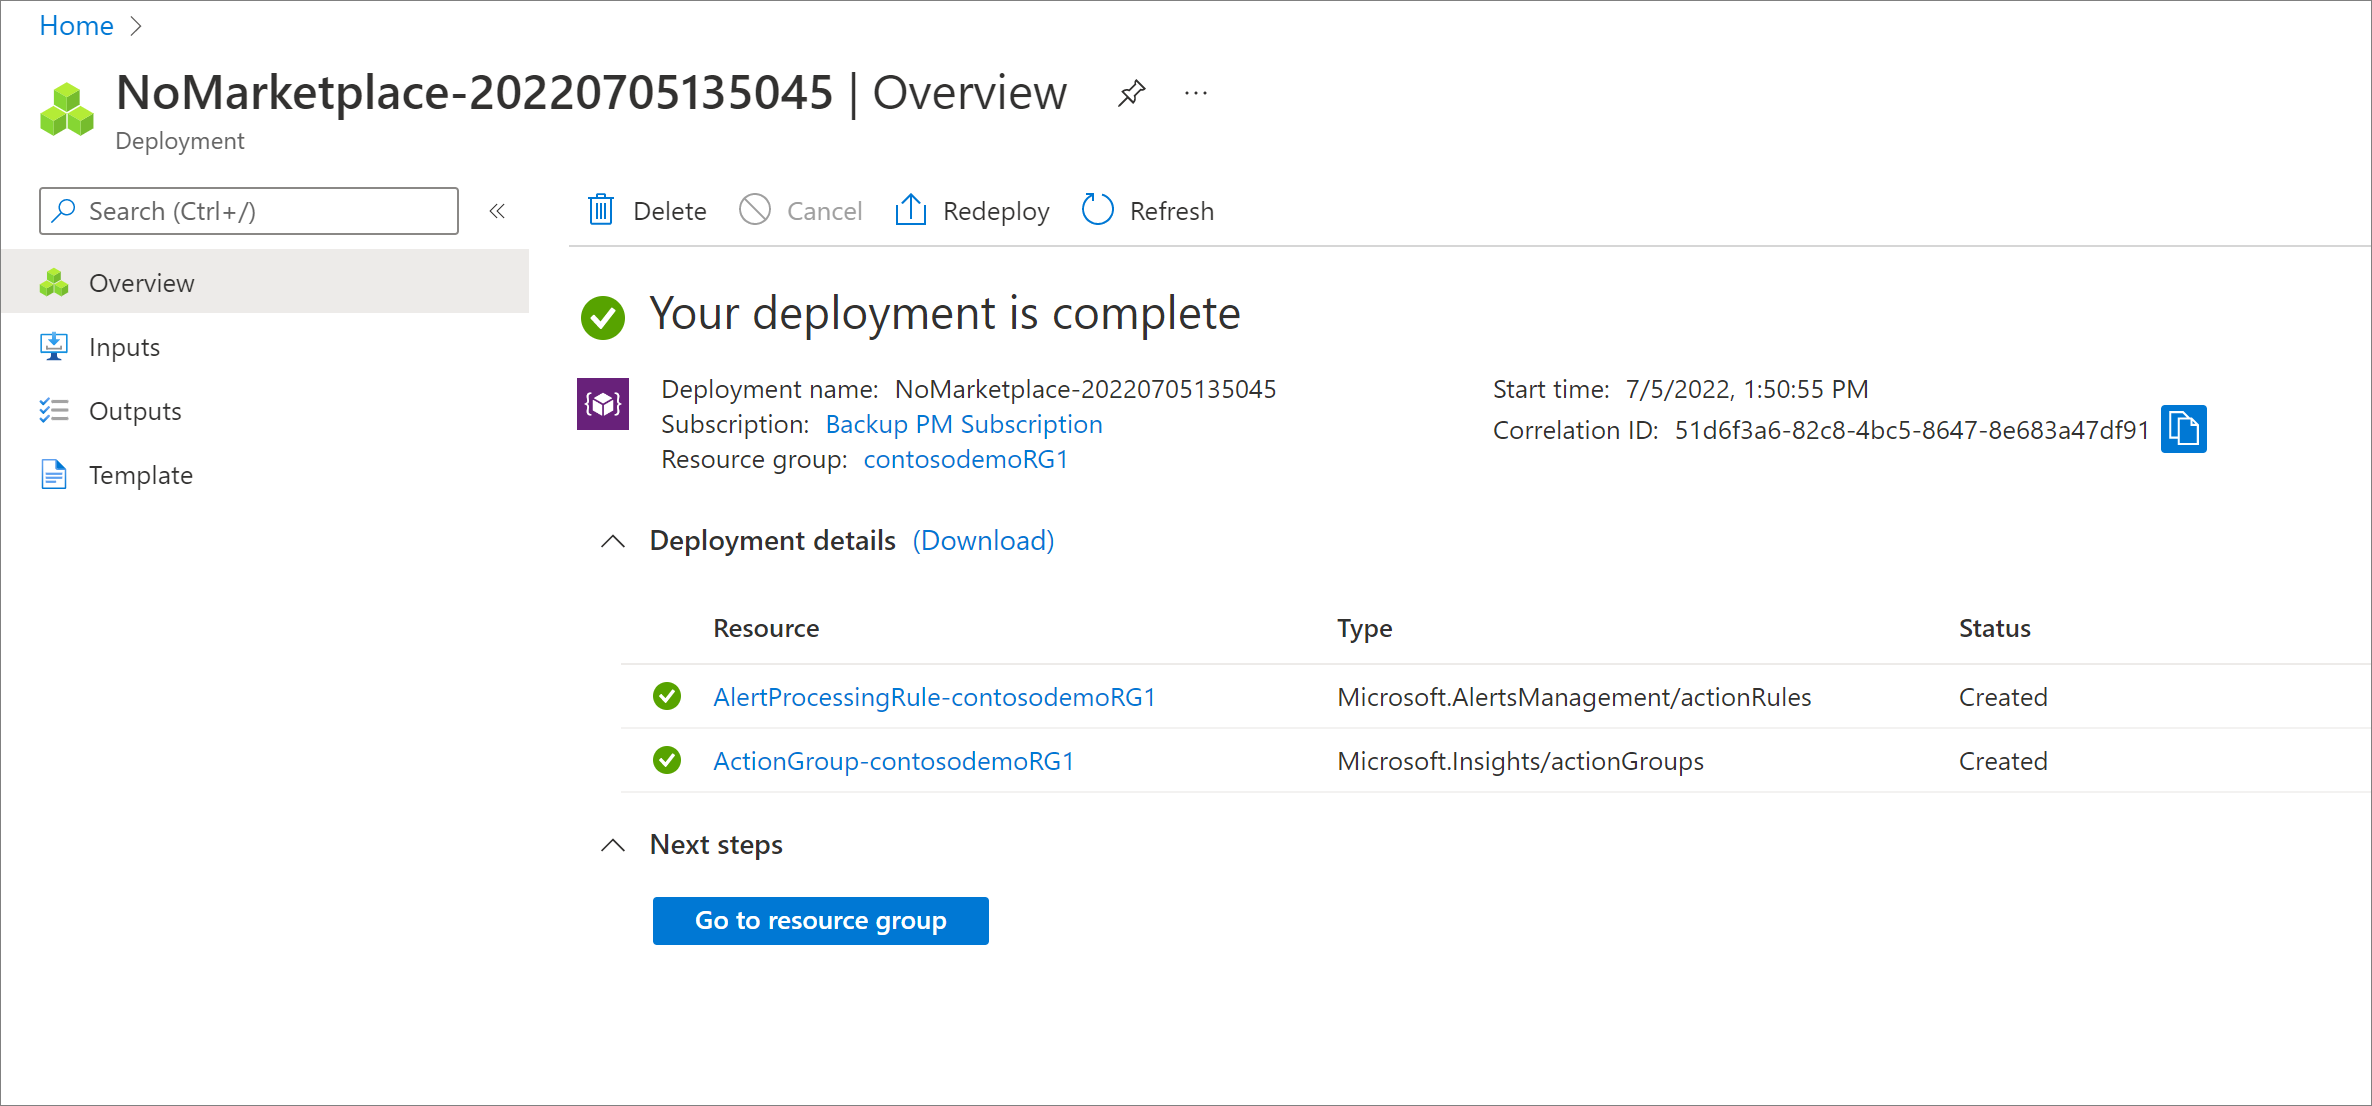 Home
NoMarketplace-20220705135045 | Overview
Deployment
Search (Ctrl+/)
Delete Cancel Redeploy Refresh
Overview
Inputs
Outputs
Template
Your deployment is complete
Deployment name: NoMarketplace-20220705135045
Subscription: Backup PM Subscription
Resource group: contosodemoRG1
Start time: 7/5/2022, 1:50:55 PM
Correlation ID: 51d6f3a6-82c8-4bc5-8647-8e683a47df91
Deployment details (Download)
Resource Type Status
AlertProcessingRule-contosodemoRG1 Microsoft.AlertsManagement/actionRules Created
ActionGroup-contosodemoRG1 Microsoft.Insights/actionGroups Created
Next steps
Go to resource group